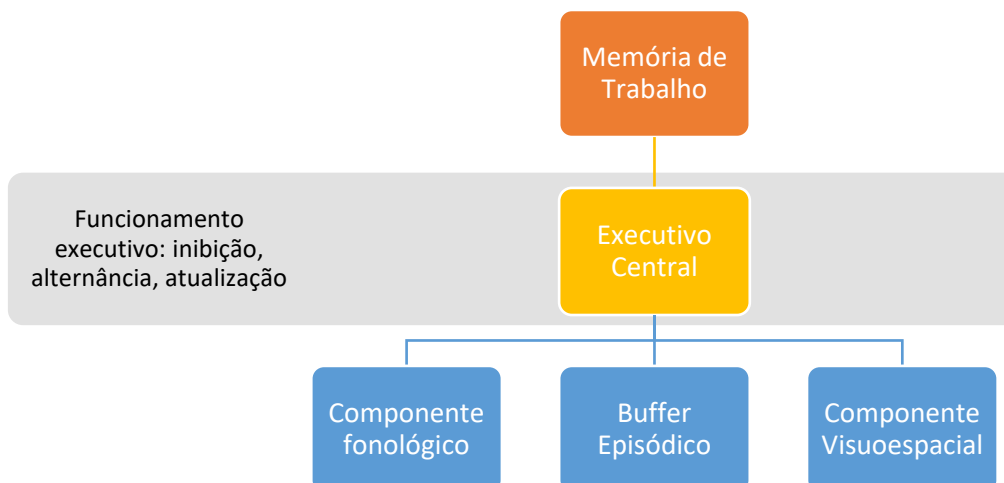 Memória de
Trabalho
Funcionamento
executivo: inibição,
alternância, atualização
Executivo
Central
Componente
fonológico
Buffer
Episódico
Componente
Visuoespacial